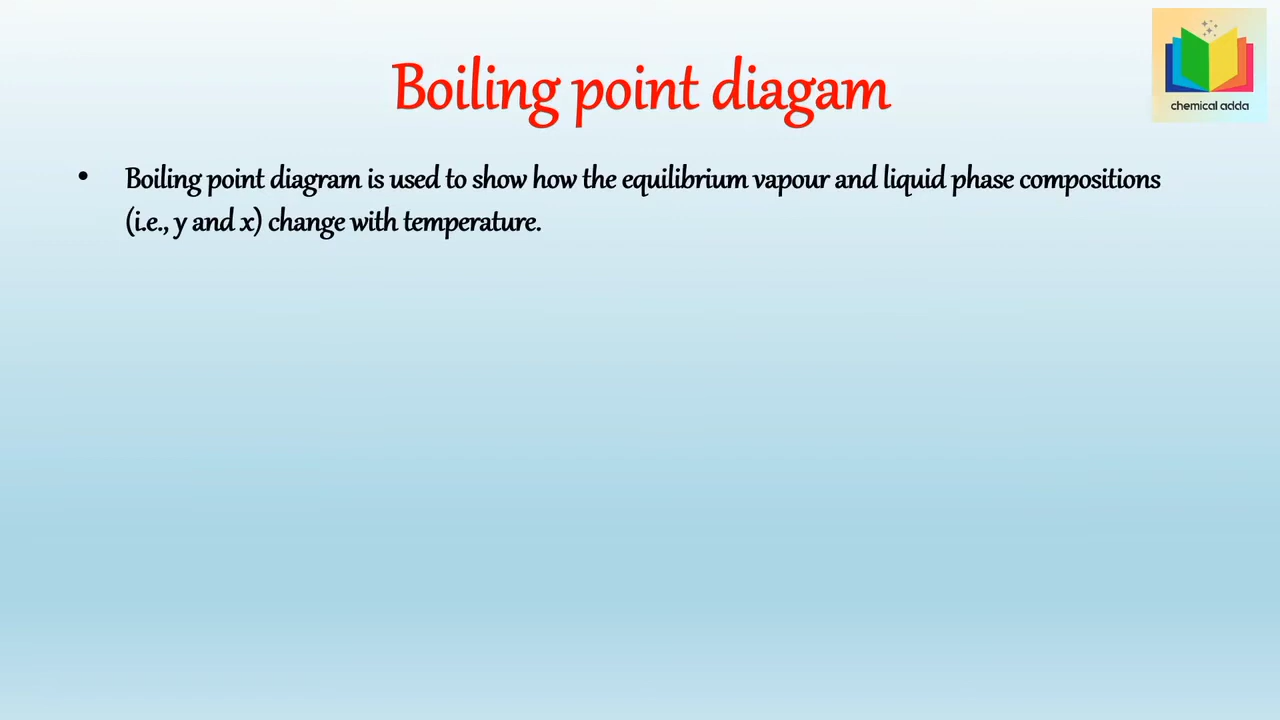 Boiling point diagam
chemical adda
• Boiling point diagram is used to show how the equilibrium vapour and liquid phase compositions
(i.e., y and x) change with temperature.